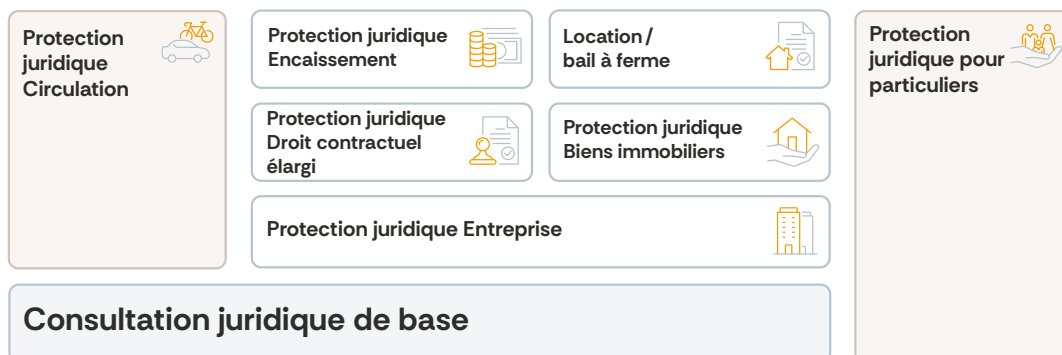 Protection
juridique
Circulation
Protection juridique
Encaissement
Location /
bail à ferme
Protection
juridique pour
particuliers
Protection juridique
Droit contractuel
élargi
Protection juridique
Biens immobiliers
Protection juridique Entreprise
Consultation juridique de base